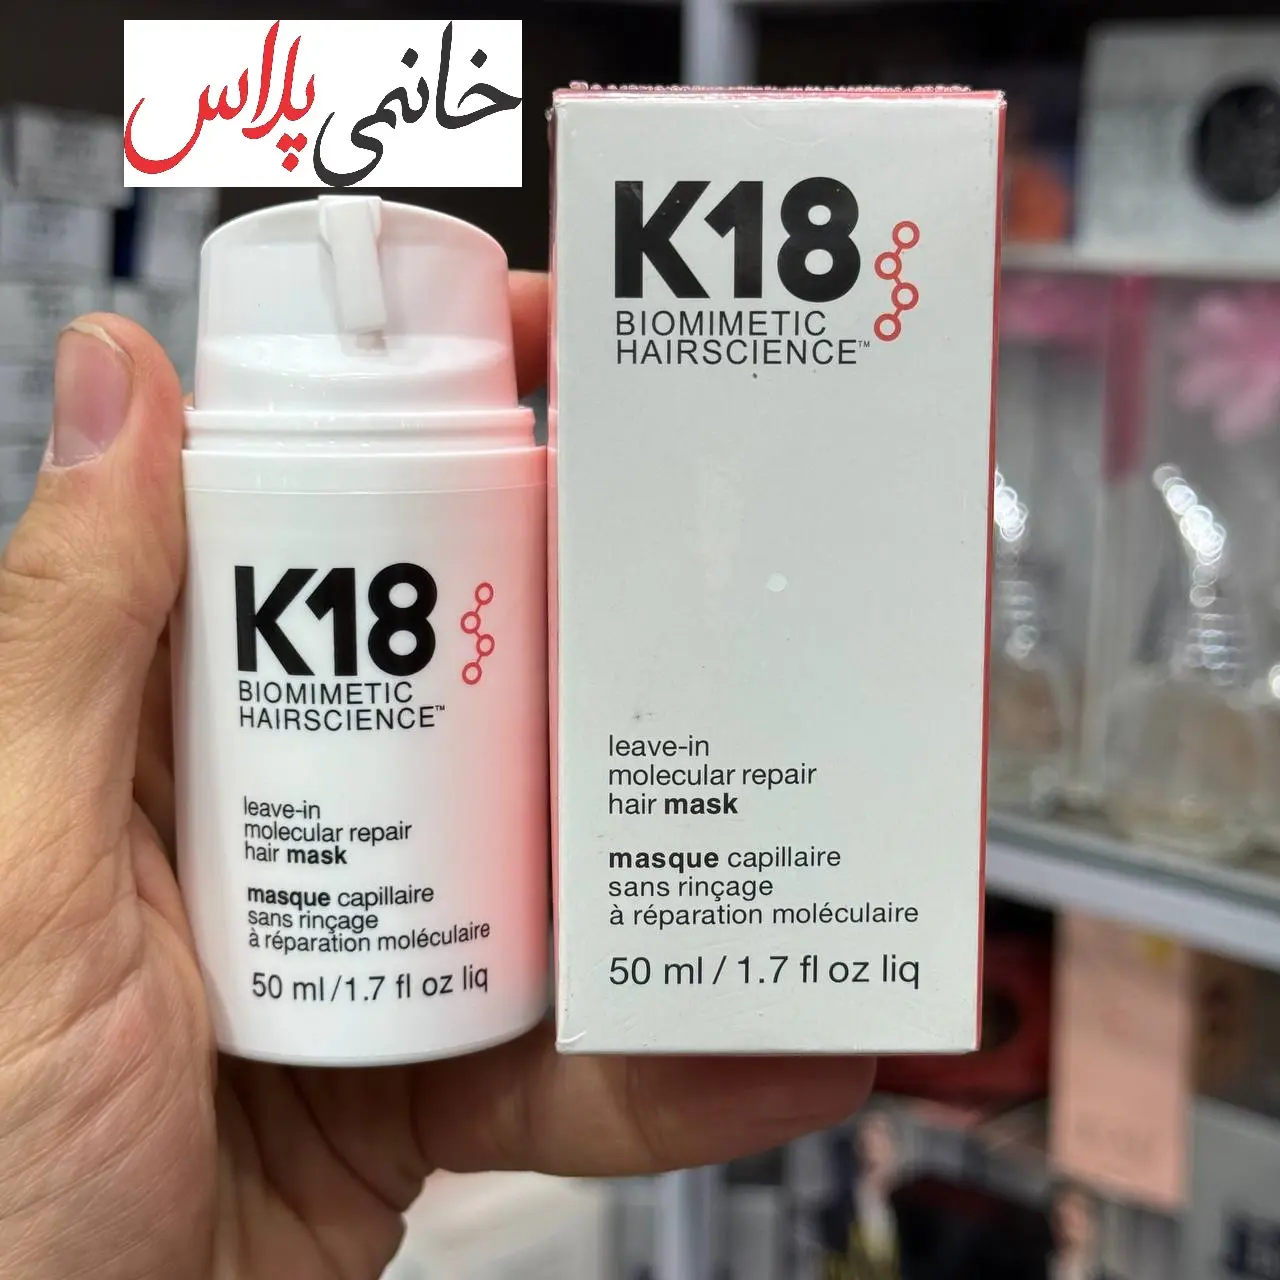 خانمی پلاس
K18
BIOMIMETIC
HAIRSCIENCE™
leave-in
molecular repair
hair mask
masque capillaire
sans rinçage
à réparation moléculaire
50 ml / 1.7 fl oz liq
K18
BIOMIMETIC
HAIRSCIENCE™
leave-in
molecular repair
hair mask
masque capillaire
sans rinçage
à réparation moléculaire
50 ml / 1.7 fl oz liq